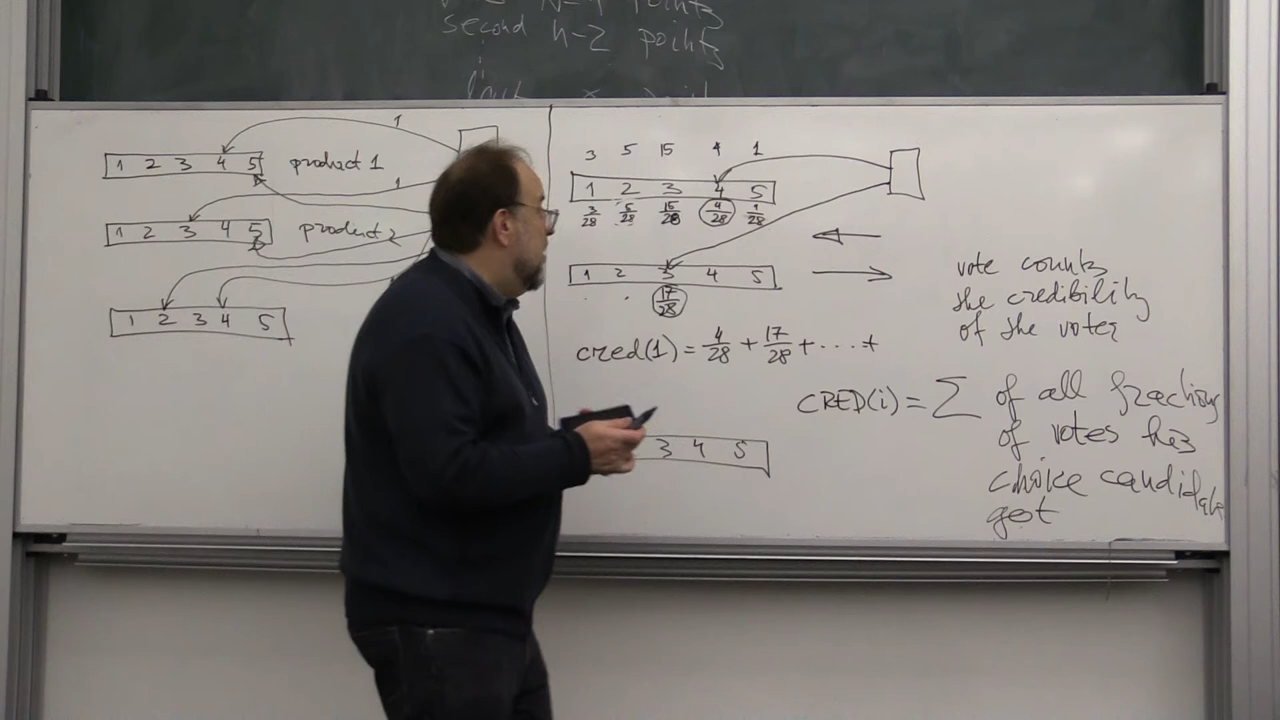 second n-2 points
1
1 2 3 4 5 product 1
1
1 2 3 4 5 product 2
1 2 3 4 5
3 5 15 4 1
1 2 3 4 5
3/28 5/28 15/28 4/28 1/28
1 2 3 4 5
17/28
cred(1) = 4/28 + 17/28 + .... +
3 4 5
vote counts
the credibility
of the voter
CRED(i) = Σ of all fractions
of votes his
choice candidate
get